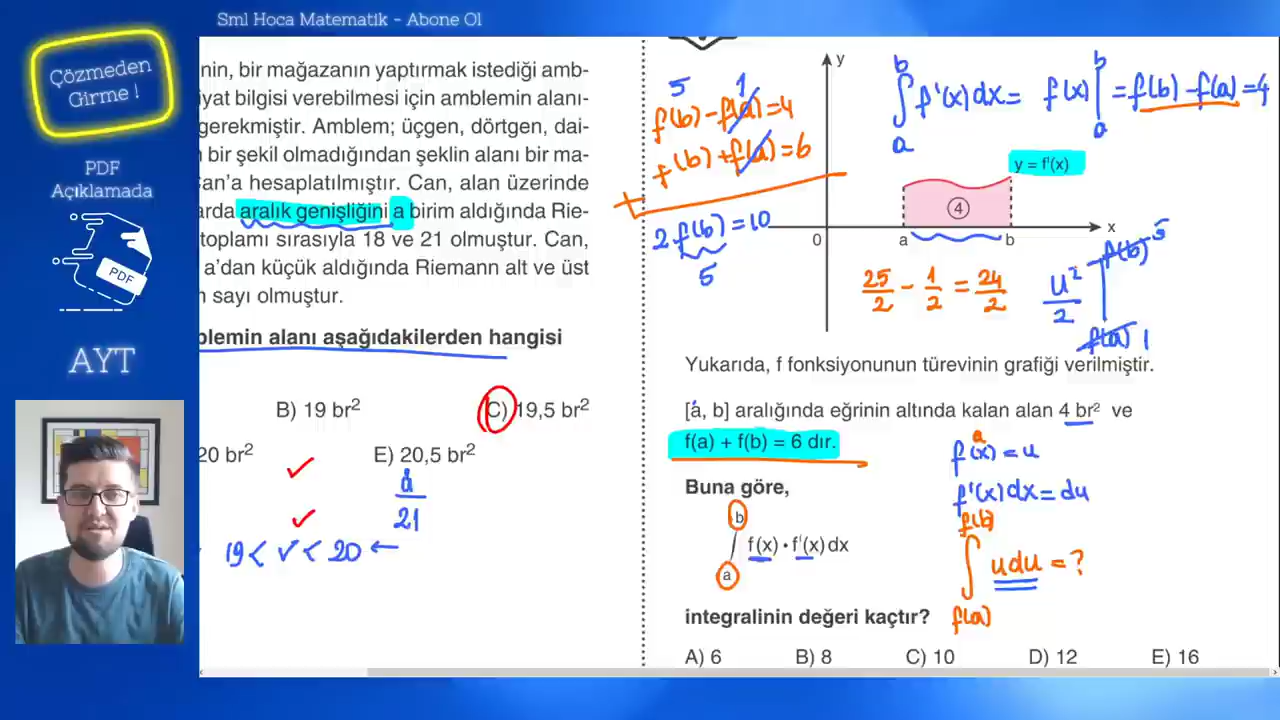 Sml Hoca Matematik - Abone Ol
Çözmeden
Girme !
PDF
Açıklamada
PDF
AYT
nin, bir mağazanın yaptırmak istediği amb-
iyat bilgisi verebilmesi için amblemin alanı-
gerekmiştir. Amblem; üçgen, dörtgen, dai-
bir şekil olmadığından şeklin alanı bir ma-
Can'a hesaplatılmıştır. Can, alan üzerinde
arda aralık genişliğini a birim aldığında Rie-
toplamı sırasıyla 18 ve 21 olmuştur. Can,
a'dan küçük aldığında Riemann alt ve üst
sayı olmuştur.
blemin alanı aşağıdakilerden hangisi
B) 19 br²
C) 19,5 br²
20 br²
E) 20,5 br²
21
19 < ✓ < 20 ←
5 1
f(b) - f(a) = 4
f(b) + f(a) = 6
+
2 f(b) = 10
5
b
∫ f'(x) dx = f(x) | = f(b) - f(a) = 4
a
y
y = f'(x)
4
0 a b x
25/2 - 1/2 = 24/2
u²/2
f(b) 5
f(a) 1
Yukarıda, f fonksiyonunun türevinin grafiği verilmiştir.
[a, b] aralığında eğrinin altında kalan alan 4 br² ve
f(a) + f(b) = 6 dır.
Buna göre,
b
∫ f(x) · f'(x) dx
a
integralinin değeri kaçtır?
a
f(x) = u
f'(x) dx = du
f(b)
∫ u du = ?
f(a)
A) 6 B) 8 C) 10 D) 12 E) 16